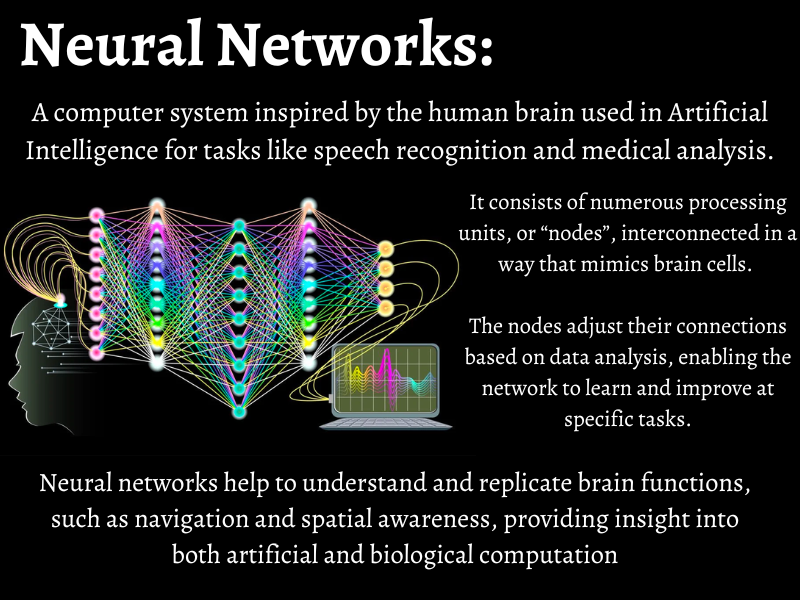 Neural Networks:
A computer system inspired by the human brain used in Artificial
Intelligence for tasks like speech recognition and medical analysis.
It consists of numerous processing
units, or “nodes”, interconnected in a
way that mimics brain cells.
The nodes adjust their connections
based on data analysis, enabling the
network to learn and improve at
specific tasks.
Neural networks help to understand and replicate brain functions,
such as navigation and spatial awareness, providing insight into
both artificial and biological computation